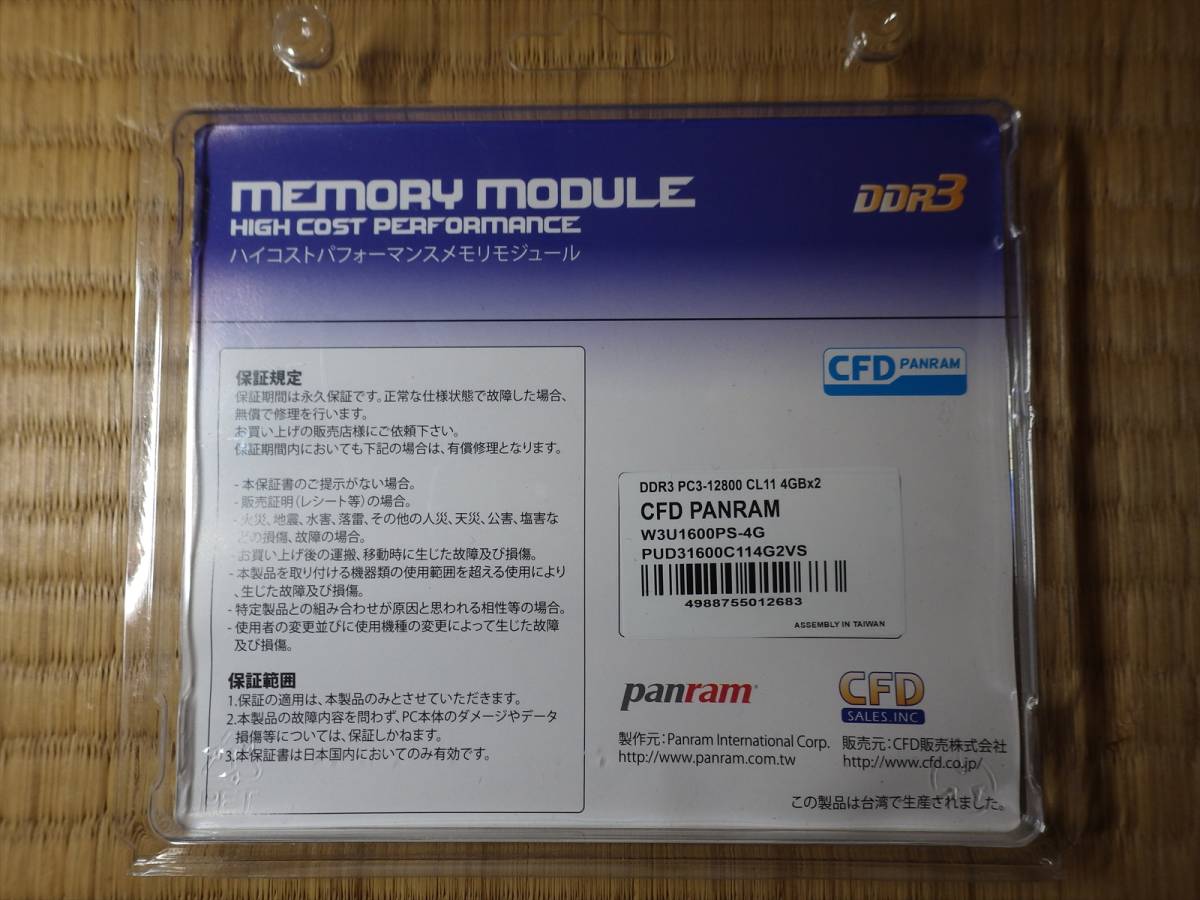 MEMORY MODULE
HIGH COST PERFORMANCE
ハイコストパフォーマンスメモリモジュール
DDR3
保証規定
保証期間は永久保証です。正常な仕様状態で故障した場合、
無償で修理を行います。
お買い上げの販売店様にご依頼下さい。
保証期間内においても下記の場合は、有償修理となります。
- 本保証書のご提示がない場合。
- 販売証明(レシート等)の場合。
- 火災、地震、水害、落雷、その他の人災、天災、公害、塩害な
どの損傷、故障の場合。
- お買い上げ後の運搬、移動時に生じた故障及び損傷。
- 本製品を取り付ける機器類の使用範囲を超える使用により
、生じた故障及び損傷。
- 特定製品との組み合わせが原因と思われる相性等の場合。
- 使用者の変更並びに使用機種の変更によって生じた故障
及び損傷。
保証範囲
1.保証の適用は、本製品のみとさせていただきます。
2.本製品の故障内容を問わず、PC本体のダメージやデータ
損傷等については、保証しかねます。
3.本保証書は日本国内においてのみ有効です。
CFD PANRAM
DDR3 PC3-12800 CL11 4GBx2
CFD PANRAM
W3U1600PS-4G
PUD31600C114G2VS
4988755012683
ASSEMBLY IN TAIWAN
panram
製作元:Panram International Corp.
http://www.panram.com.tw
CFD
SALES.INC
販売元:CFD販売株式会社
http://www.cfd.co.jp/
この製品は台湾で生産されました。
PET